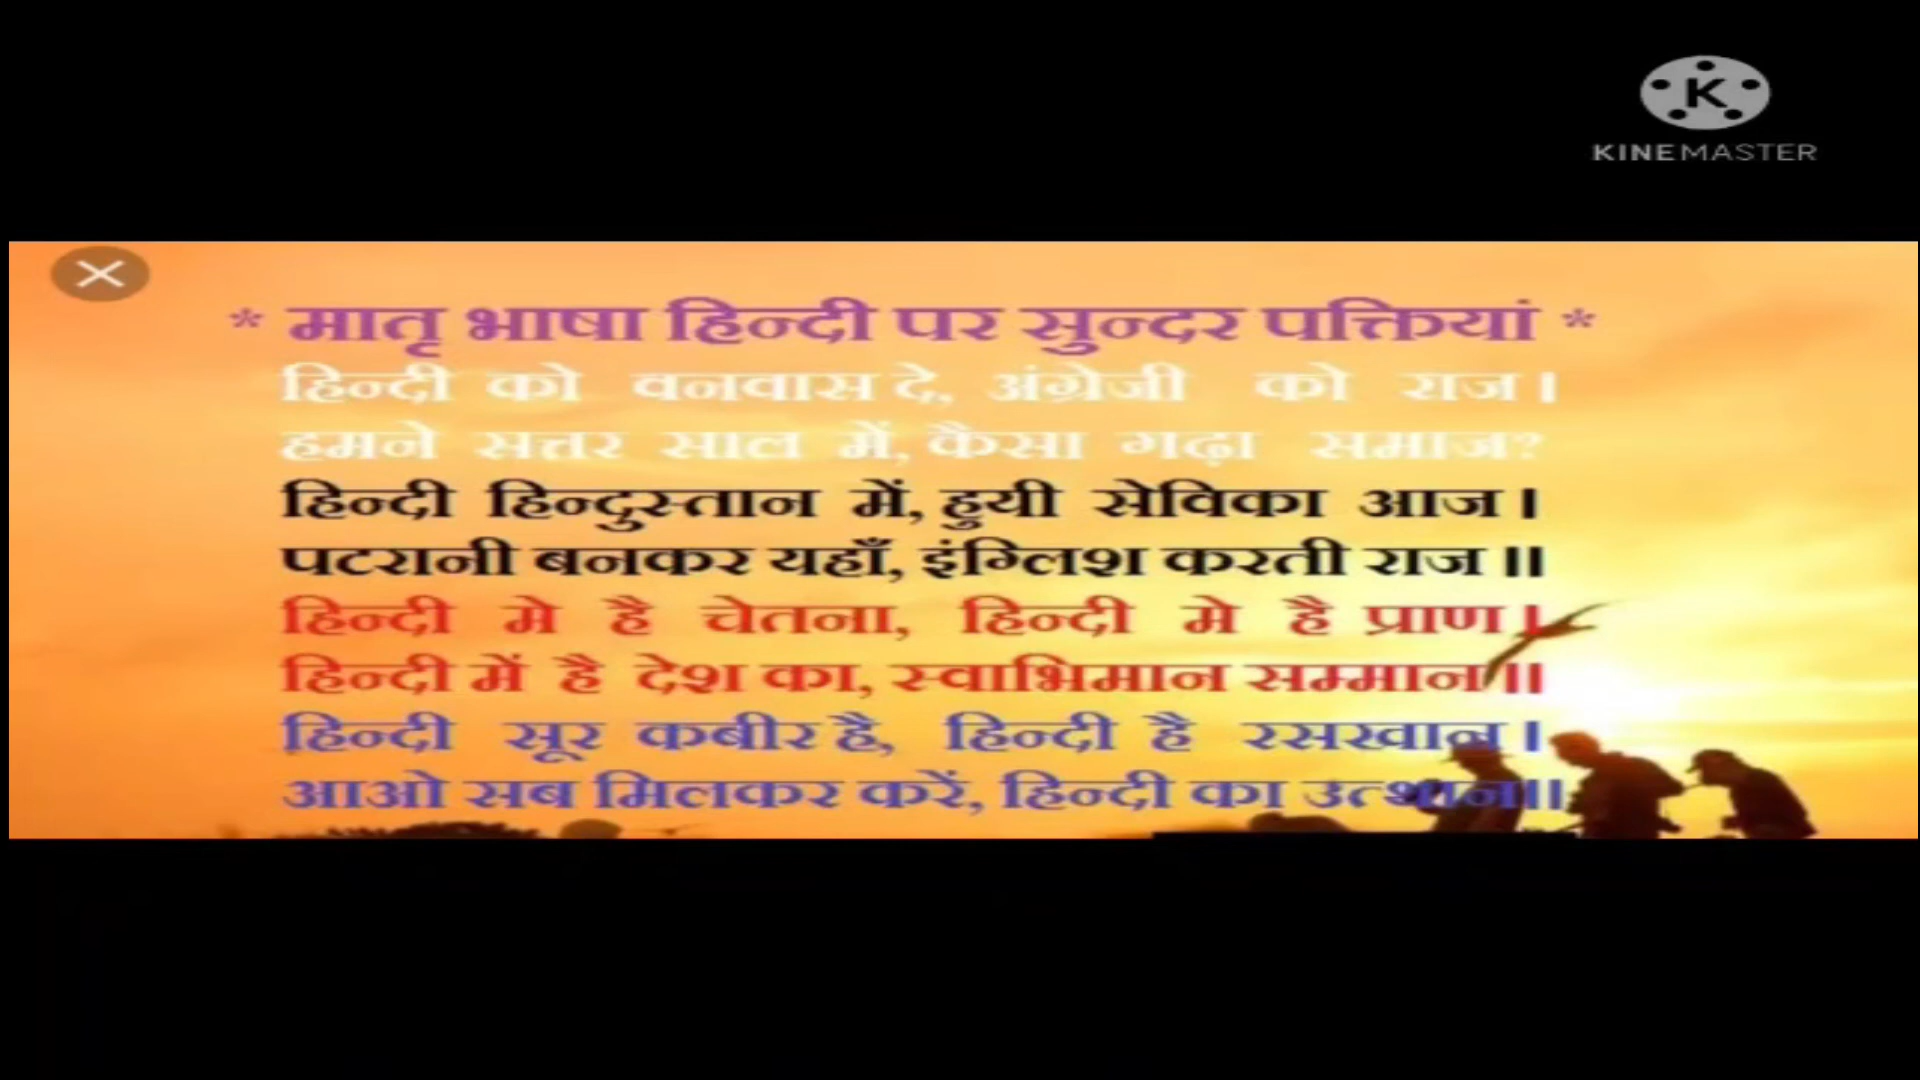 KINEMASTER
* मातृ भाषा हिन्दी पर सुन्दर पक्तियां *
हिन्दी को वनवास दे, अंग्रेजी को राज ।
हमने सत्तर साल में, कैसा गढ़ा समाज?
हिन्दी हिन्दुस्तान में, हुयी सेविका आज ।
पटरानी बनकर यहाँ, इंग्लिश करती राज ॥
हिन्दी मे है चेतना, हिन्दी मे है प्राण ।
हिन्दी में है देश का, स्वाभिमान सम्मान॥
हिन्दी सूर कबीर है, हिन्दी है रसखान ।
आओ सब मिलकर करें, हिन्दी का उत्थान॥